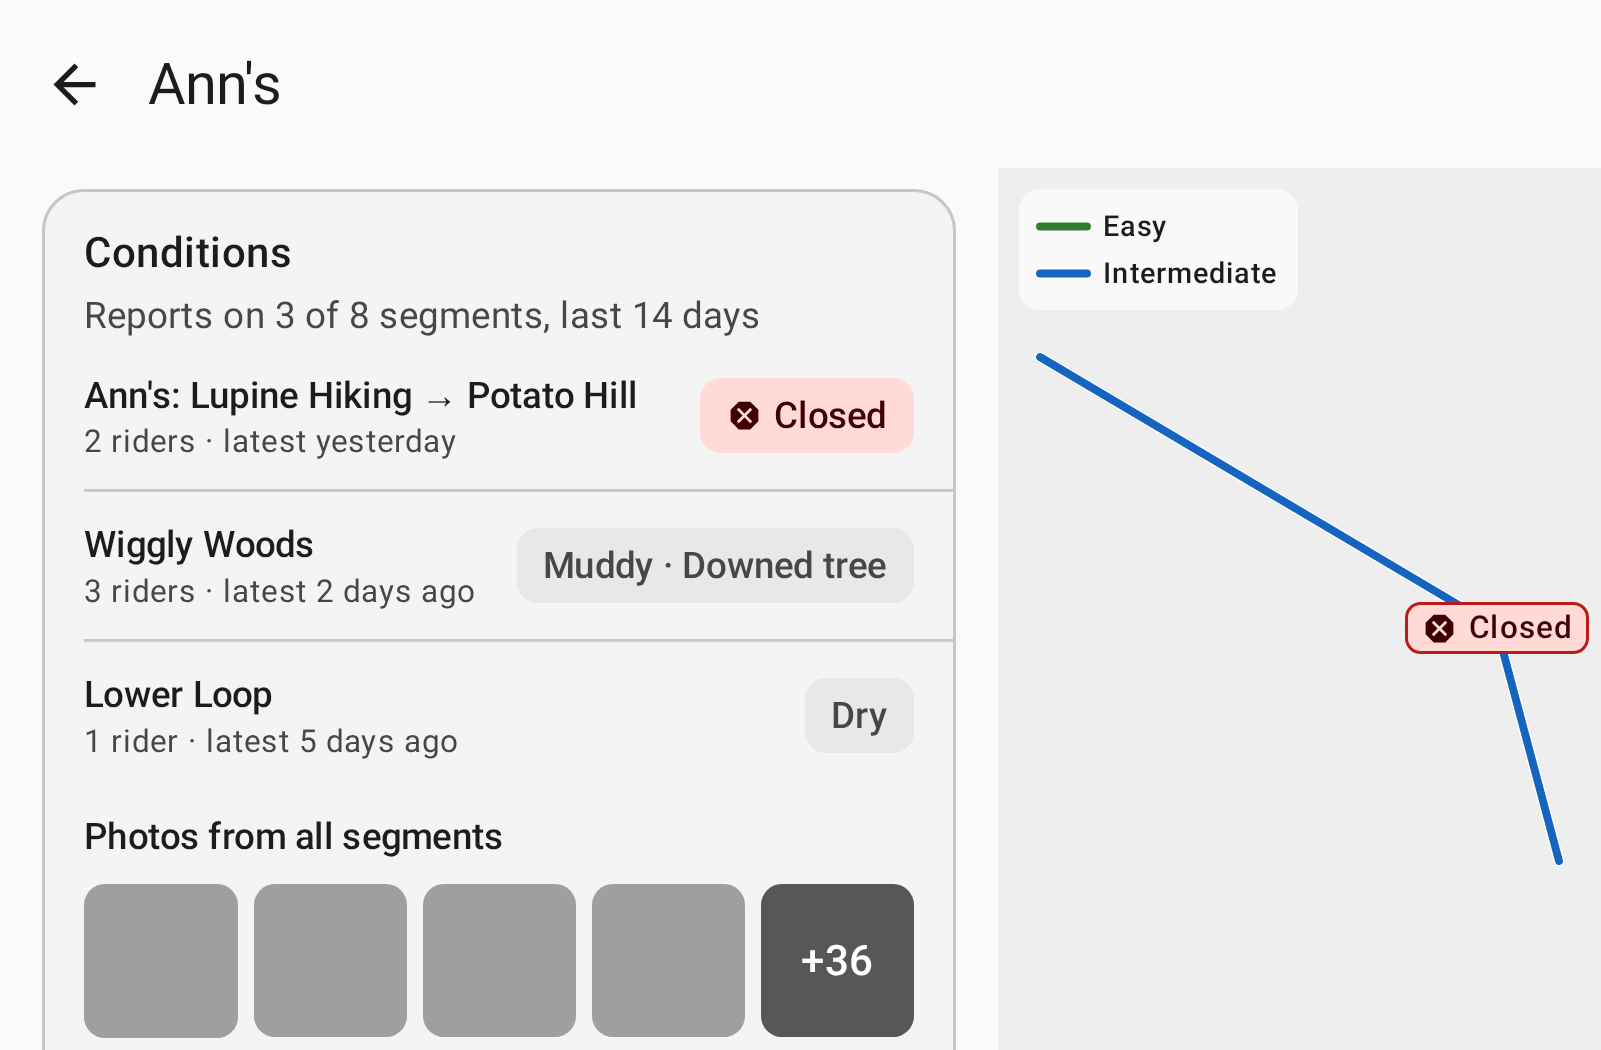 Ann's
Conditions
Reports on 3 of 8 segments, last 14 days
Ann's: Lupine Hiking → Potato Hill
2 riders · latest yesterday
Closed
Wiggly Woods
3 riders · latest 2 days ago
Muddy · Downed tree
Lower Loop
1 rider · latest 5 days ago
Dry
Photos from all segments
+36
Easy
Intermediate
Closed